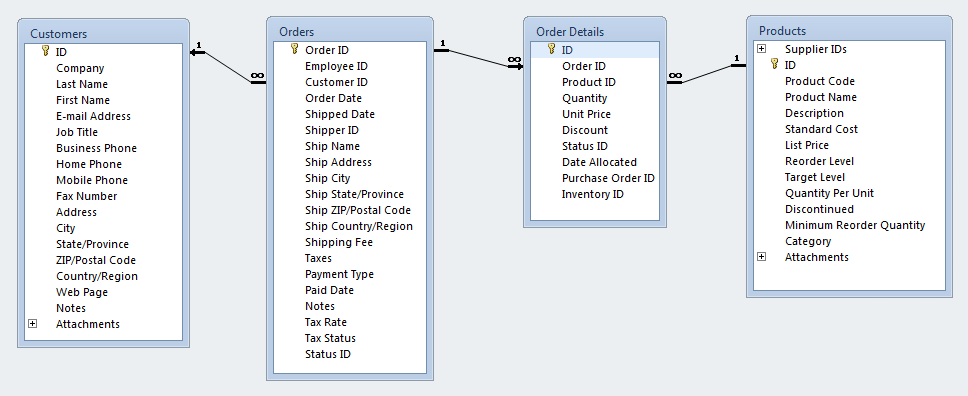 Customers
ID
Company
Last Name
First Name
E-mail Address
Job Title
Business Phone
Home Phone
Mobile Phone
Fax Number
Address
City
State/Province
ZIP/Postal Code
Country/Region
Web Page
Notes
Attachments
1
∞
Orders
Order ID
Employee ID
Customer ID
Order Date
Shipped Date
Shipper ID
Ship Name
Ship Address
Ship City
Ship State/Province
Ship ZIP/Postal Code
Ship Country/Region
Shipping Fee
Taxes
Payment Type
Paid Date
Notes
Tax Rate
Tax Status
Status ID
1
∞
Order Details
ID
Order ID
Product ID
Quantity
Unit Price
Discount
Status ID
Date Allocated
Purchase Order ID
Inventory ID
∞
1
Products
Supplier IDs
ID
Product Code
Product Name
Description
Standard Cost
List Price
Reorder Level
Target Level
Quantity Per Unit
Discontinued
Minimum Reorder Quantity
Category
Attachments